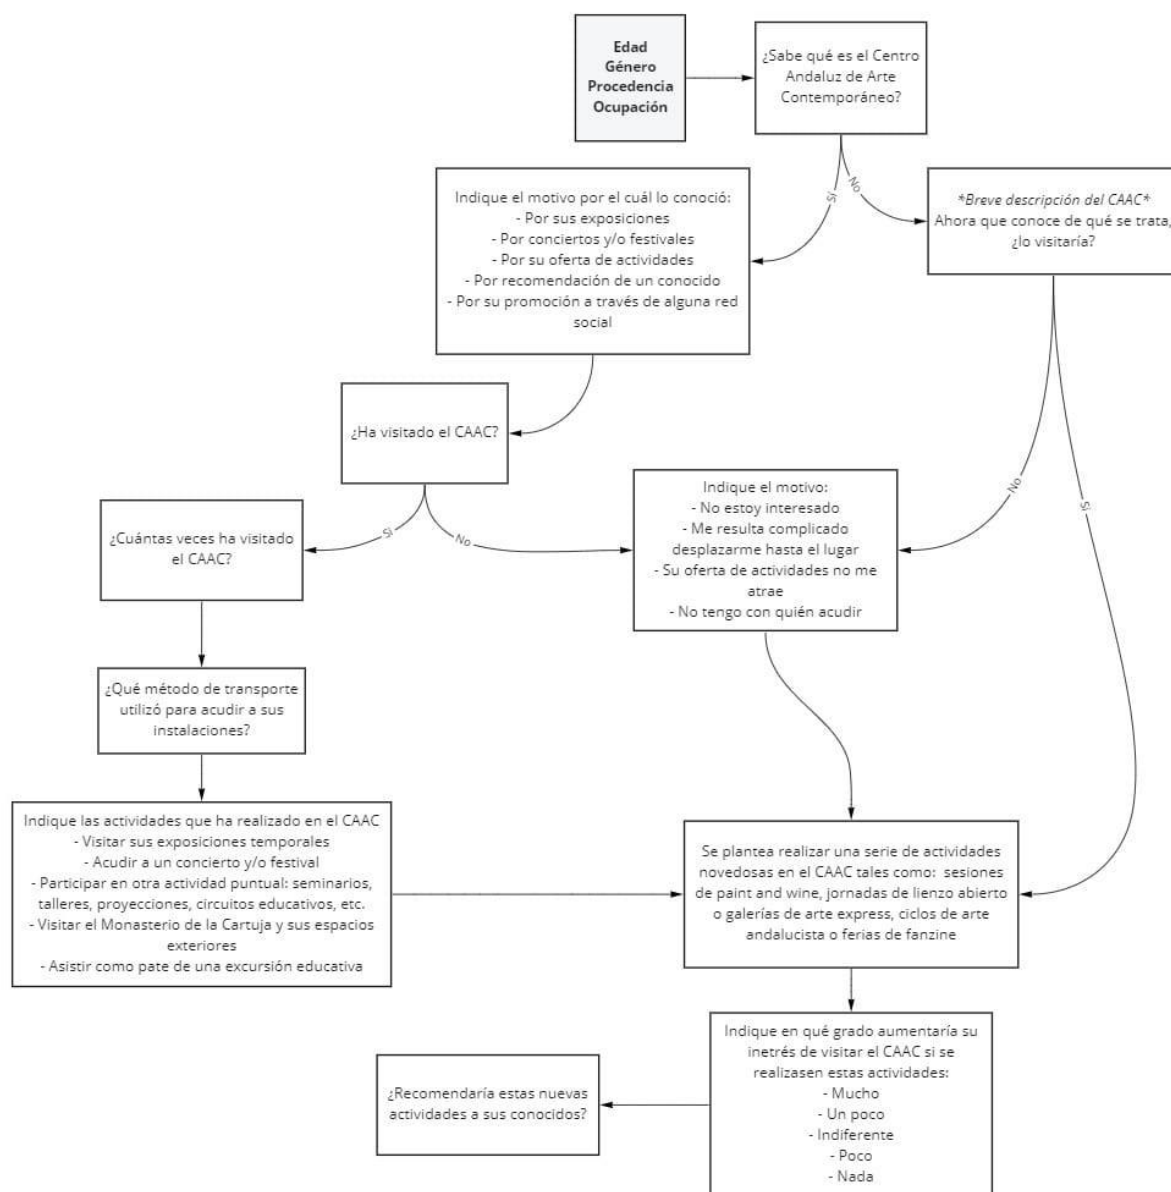 Edad
Género
Procedencia
Ocupación
¿Sabe qué es el Centro
Andaluz de Arte
Contemporáneo?
Sí
No
Indique el motivo por el cuál lo conoció:
- Por sus exposiciones
- Por conciertos y/o festivales
- Por su oferta de actividades
- Por recomendación de un conocido
- Por su promoción a través de alguna red
social
*Breve descripción del CAAC*
Ahora que conoce de qué se trata,
¿lo visitaría?
¿Ha visitado el CAAC?
Sí
No
No
Sí
¿Cuántas veces ha visitado
el CAAC?
Indique el motivo:
- No estoy interesado
- Me resulta complicado
desplazarme hasta el lugar
- Su oferta de actividades no me
atrae
- No tengo con quién acudir
¿Qué método de transporte
utilizó para acudir a sus
instalaciones?
Indique las actividades que ha realizado en el CAAC
- Visitar sus exposiciones temporales
- Acudir a un concierto y/o festival
- Participar en otra actividad puntual: seminarios,
talleres, proyecciones, circuitos educativos, etc.
- Visitar el Monasterio de la Cartuja y sus espacios
exteriores
- Asistir como pate de una excursión educativa
Se plantea realizar una serie de actividades
novedosas en el CAAC tales como: sesiones
de paint and wine, jornadas de lienzo abierto
o galerías de arte express, ciclos de arte
andalucista o ferias de fanzine
Indique en qué grado aumentaría su
inetrés de visitar el CAAC si se
realizasen estas actividades:
- Mucho
- Un poco
- Indiferente
- Poco
- Nada
¿Recomendaría estas nuevas
actividades a sus conocidos?